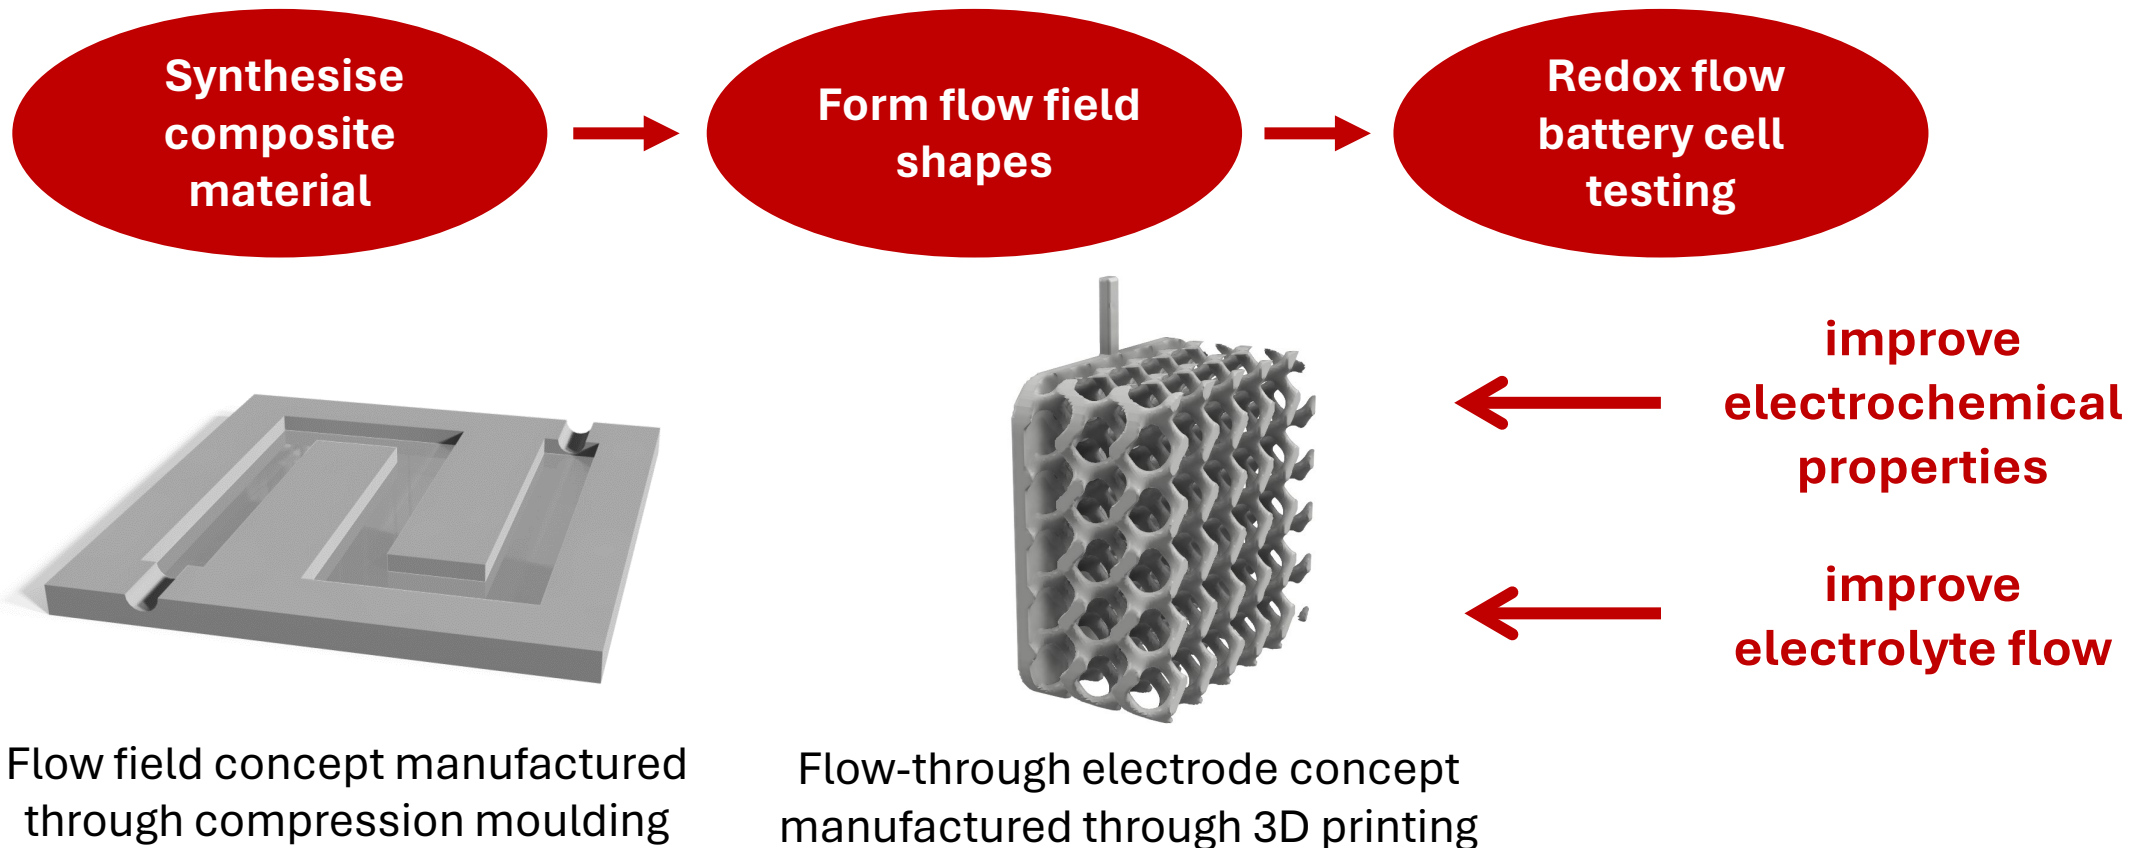 Synthesise
composite
material
Form flow field
shapes
Redox flow
battery cell
testing
improve
electrochemical
properties
improve
electrolyte flow
Flow field concept manufactured
through compression moulding
Flow-through electrode concept
manufactured through 3D printing